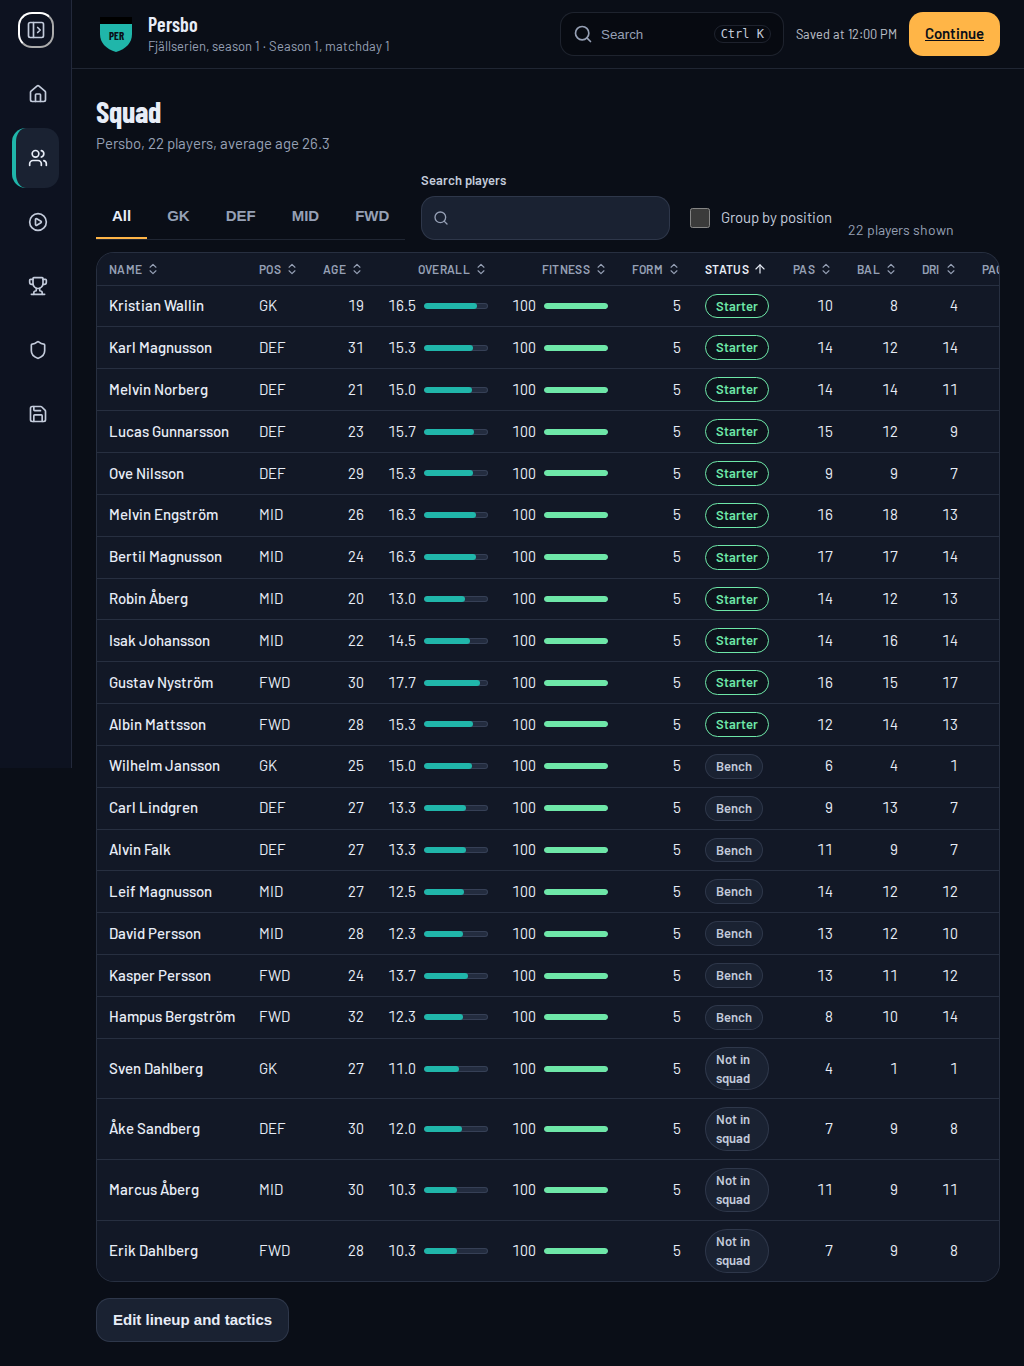 PER
Persbo
Fjällserien, season 1 · Season 1, matchday 1
Search
Ctrl K
Saved at 12:00 PM
Continue
Squad
Persbo, 22 players, average age 26.3
All
GK
DEF
MID
FWD
Search players
Group by position
22 players shown
NAME POS AGE OVERALL FITNESS FORM STATUS PAS BAL DRI PAC
Kristian Wallin GK 19 16.5 100 5 Starter 10 8 4
Karl Magnusson DEF 31 15.3 100 5 Starter 14 12 14
Melvin Norberg DEF 21 15.0 100 5 Starter 14 14 11
Lucas Gunnarsson DEF 23 15.7 100 5 Starter 15 12 9
Ove Nilsson DEF 29 15.3 100 5 Starter 9 9 7
Melvin Engström MID 26 16.3 100 5 Starter 16 18 13
Bertil Magnusson MID 24 16.3 100 5 Starter 17 17 14
Robin Åberg MID 20 13.0 100 5 Starter 14 12 13
Isak Johansson MID 22 14.5 100 5 Starter 14 16 14
Gustav Nyström FWD 30 17.7 100 5 Starter 16 15 17
Albin Mattsson FWD 28 15.3 100 5 Starter 12 14 13
Wilhelm Jansson GK 25 15.0 100 5 Bench 6 4 1
Carl Lindgren DEF 27 13.3 100 5 Bench 9 13 7
Alvin Falk DEF 27 13.3 100 5 Bench 11 9 7
Leif Magnusson MID 27 12.5 100 5 Bench 14 12 12
David Persson MID 28 12.3 100 5 Bench 13 12 10
Kasper Persson FWD 24 13.7 100 5 Bench 13 11 12
Hampus Bergström FWD 32 12.3 100 5 Bench 8 10 14
Sven Dahlberg GK 27 11.0 100 5 Not in squad 4 1 1
Åke Sandberg DEF 30 12.0 100 5 Not in squad 7 9 8
Marcus Åberg MID 30 10.3 100 5 Not in squad 11 9 11
Erik Dahlberg FWD 28 10.3 100 5 Not in squad 7 9 8
Edit lineup and tactics